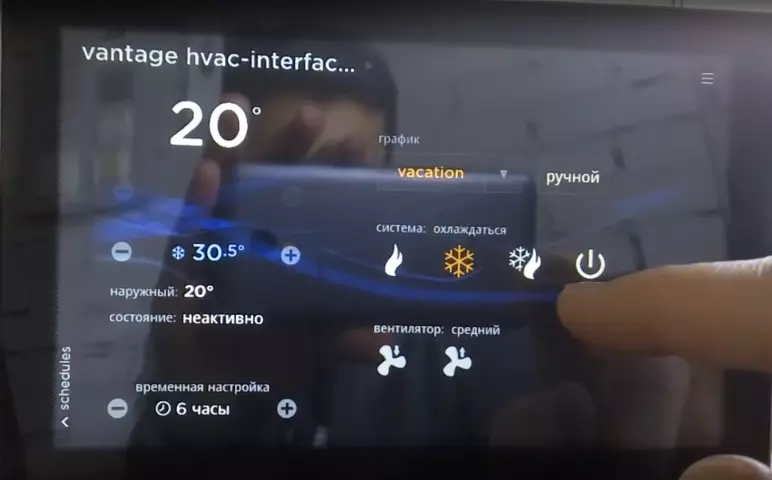 vantage hvac-interfac...
20°
график
vacation
ручной
система: охлаждаться
30.5°
наружный: 20°
состояние: неактивно
вентилятор: средний
временная настройка
6 часы
schedules